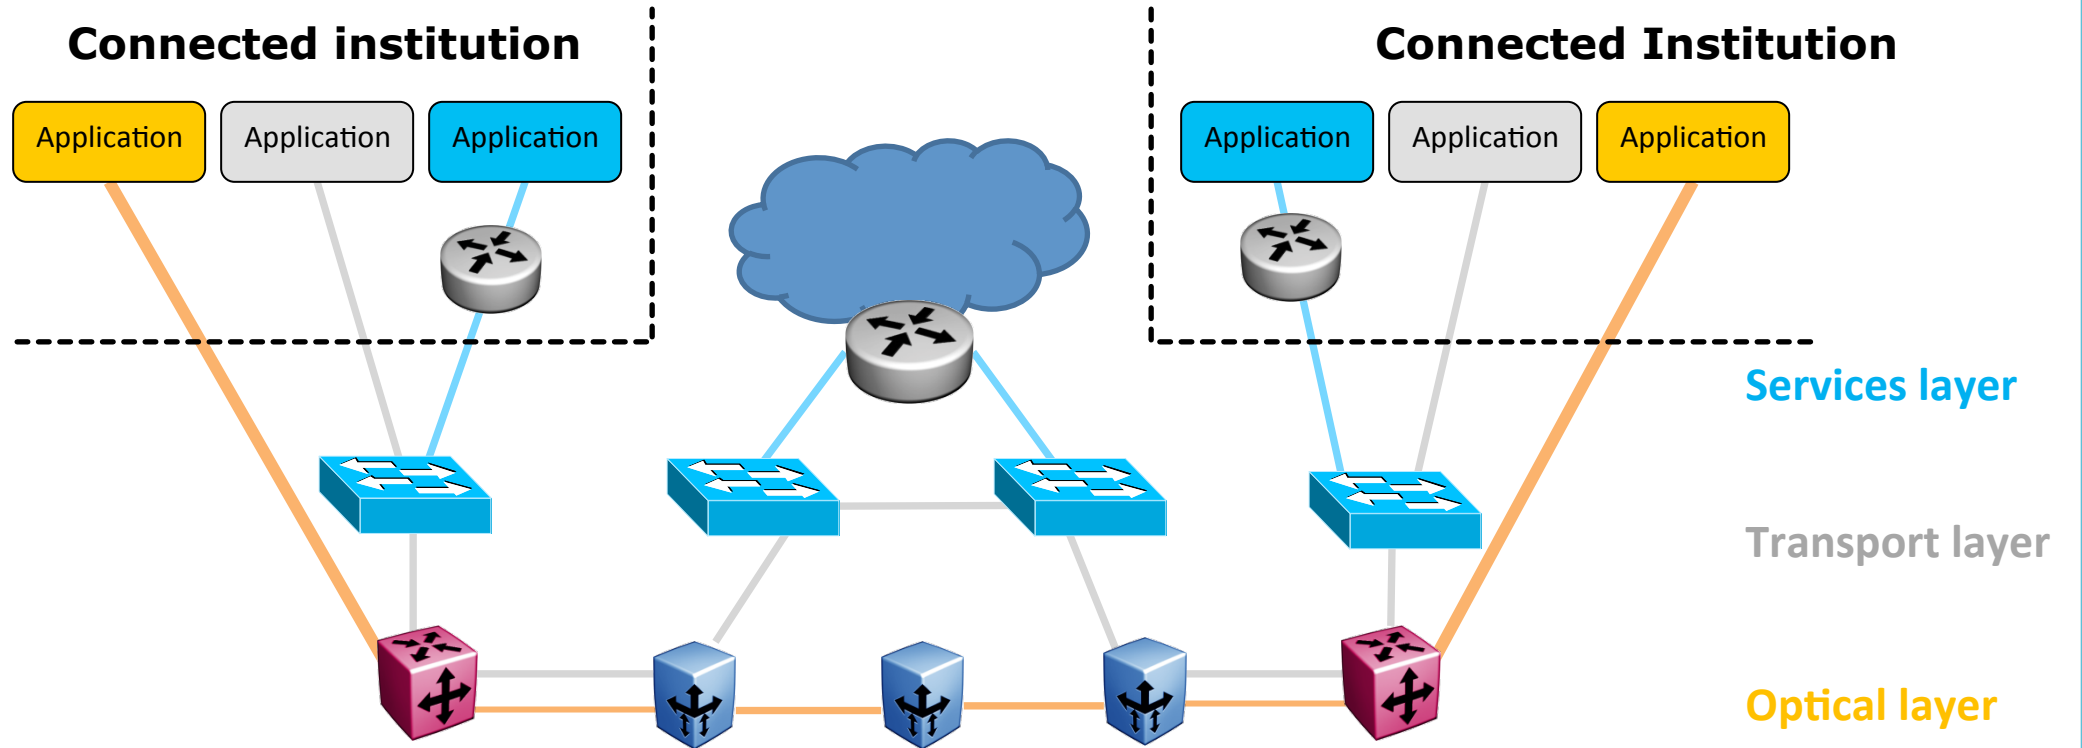 Connected institution
Connected Institution
Application
Application
Application
Application
Application
Application
Services layer
Transport layer
Optical layer